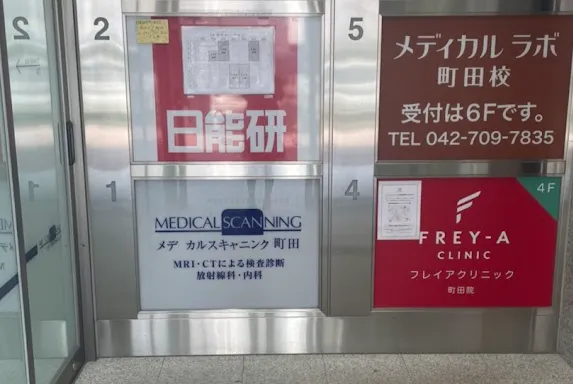 2
日能研
1
MEDICAL SCANNING
メデ カルスキャニンク 町田
MRI・CTによる検査診断
放射線科・内科
5
メディカル ラボ
町田校
受付は6Fです。
TEL 042-709-7835
4
4F
FREY-A
CLINIC
フレイアクリニック
町田院